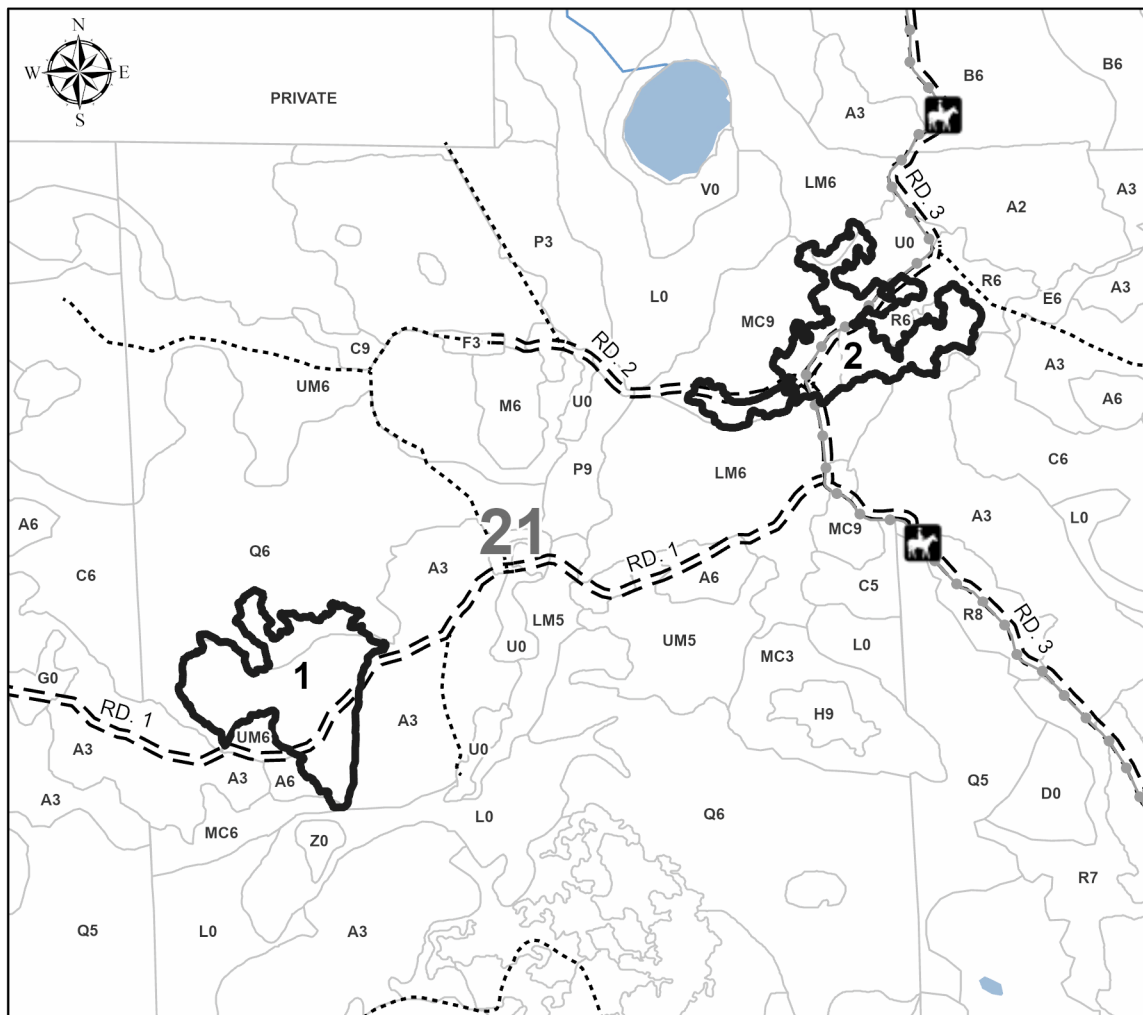 N
W E
S
PRIVATE
B6
B6
A3
V0
LM6
A3
RD. 3
A2
P3
U0
R6
L0
E6
A3
MC9
R6
C9
F3
RD. 2
2
A3
UM6
M6
U0
A6
P9
LM6
C6
A6
21
MC9
A3
L0
Q6
A3
RD. 1
A6
C6
C5
LM5
R8
RD. 3
U0
UM5
MC3
L0
1
G0
RD. 1
A3
H9
UM6
A3
U0
A3
A6
Q5
D0
A3
MC6
Z0
L0
Q6
R7
Q5
L0
A3